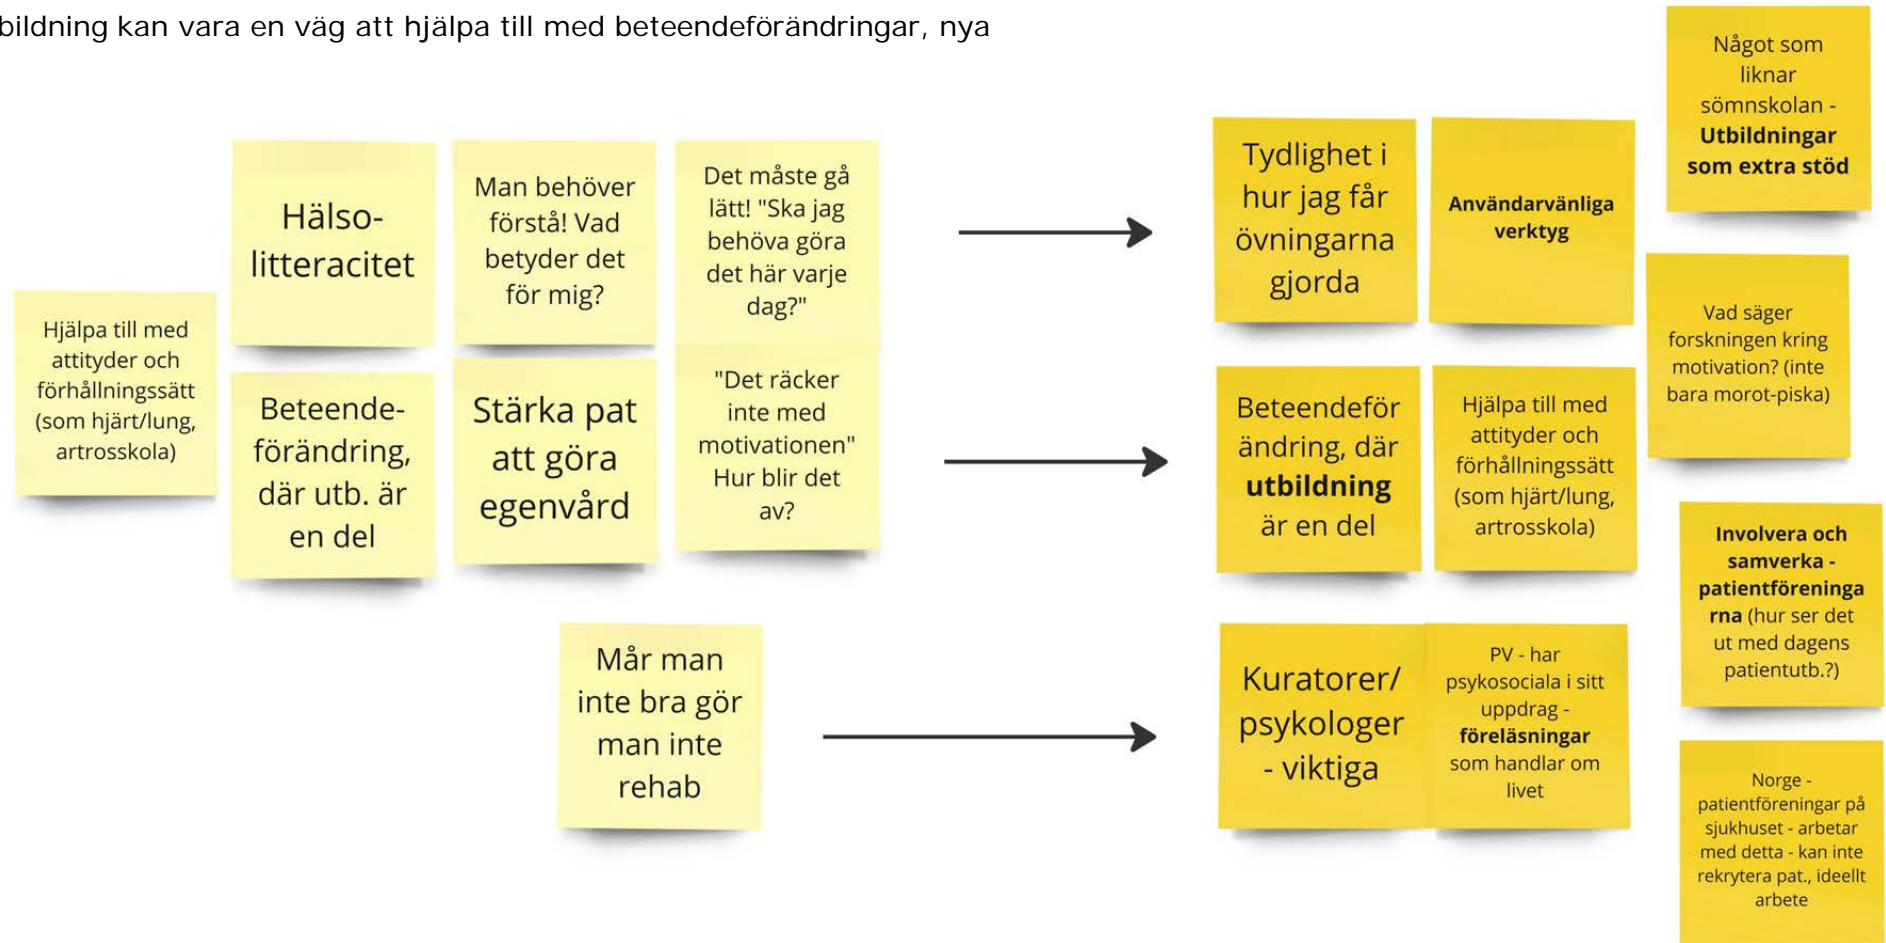 bildning kan vara en väg att hjälpa till med beteendeförändringar, nya
Hjälpa till med
attityder och
förhållningssätt
(som hjärt/lung,
artrosskola)
Hälso-
litteracitet
Man behöver
förstå! Vad
betyder det
för mig?
Det måste gå
lätt! "Ska jag
behöva göra
det här varje
dag?"
Beteende-
förändring,
där utb. är
en del
Stärka pat
att göra
egenvård
"Det räcker
inte med
motivationen"
Hur blir det
av?
Mår man
inte bra gör
man inte
rehab
Tydlighet i
hur jag får
övningarna
gjorda
Användarvänliga
verktyg
Beteendeför
ändring, där
utbildning
är en del
Hjälpa till med
attityder och
förhållningssätt
(som hjärt/lung,
artrosskola)
Kuratorer/
psykologer
- viktiga
PV - har
psykosociala i sitt
uppdrag -
föreläsningar
som handlar om
livet
Något som
liknar
sömnskolan -
Utbildningar
som extra stöd
Vad säger
forskningen kring
motivation? (inte
bara morot-piska)
Involvera och
samverka -
patientföreninga
rna (hur ser det
ut med dagens
patientutb.?)
Norge -
patientföreningar på
sjukhuset - arbetar
med detta - kan inte
rekrytera pat., ideellt
arbete